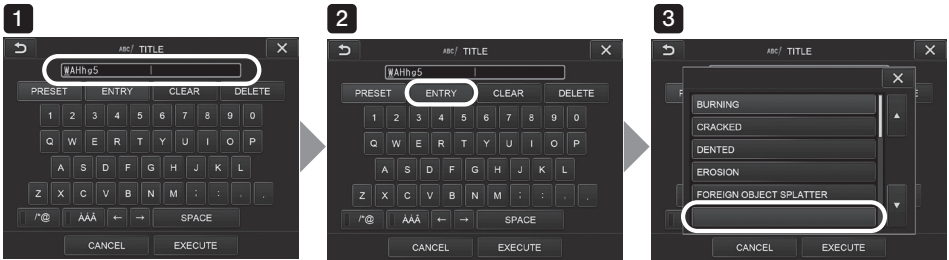 1
ABC/ TITLE
WAHhg5
PRESET ENTRY CLEAR DELETE
1 2 3 4 5 6 7 8 9 0
Q W E R T Y U I O P
A S D F G H J K L
Z X C V B N M ; : , .
/*@ ÀÁÂ ← → SPACE
CANCEL EXECUTE
2
ABC/ TITLE
WAHhg5
PRESET ENTRY CLEAR DELETE
1 2 3 4 5 6 7 8 9 0
Q W E R T Y U I O P
A S D F G H J K L
Z X C V B N M ; : , .
/*@ ÀÁÂ ← → SPACE
CANCEL EXECUTE
3
ABC/ TITLE
BURNING
CRACKED
DENTED
EROSION
FOREIGN OBJECT SPLATTER
CANCEL EXECUTE